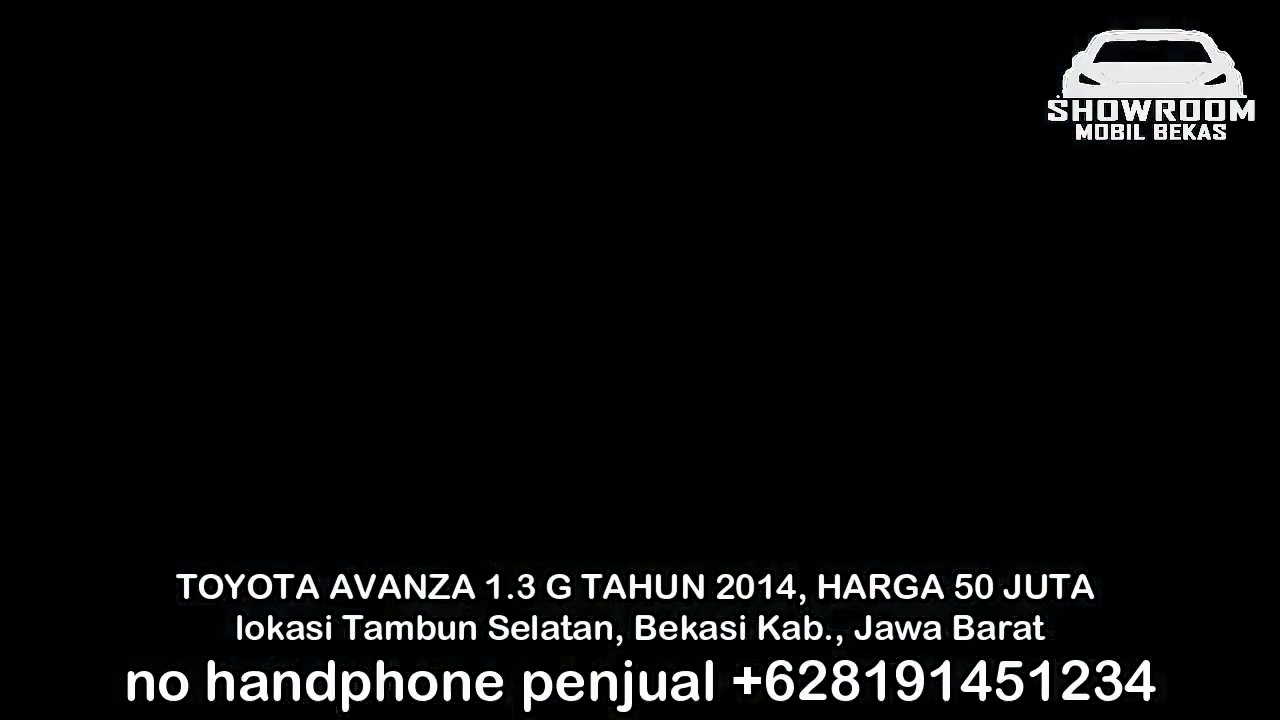 SHOWROOM
MOBIL BEKAS
TOYOTA AVANZA 1.3 G TAHUN 2014, HARGA 50 JUTA
lokasi Tambun Selatan, Bekasi Kab., Jawa Barat
no handphone penjual +628191451234